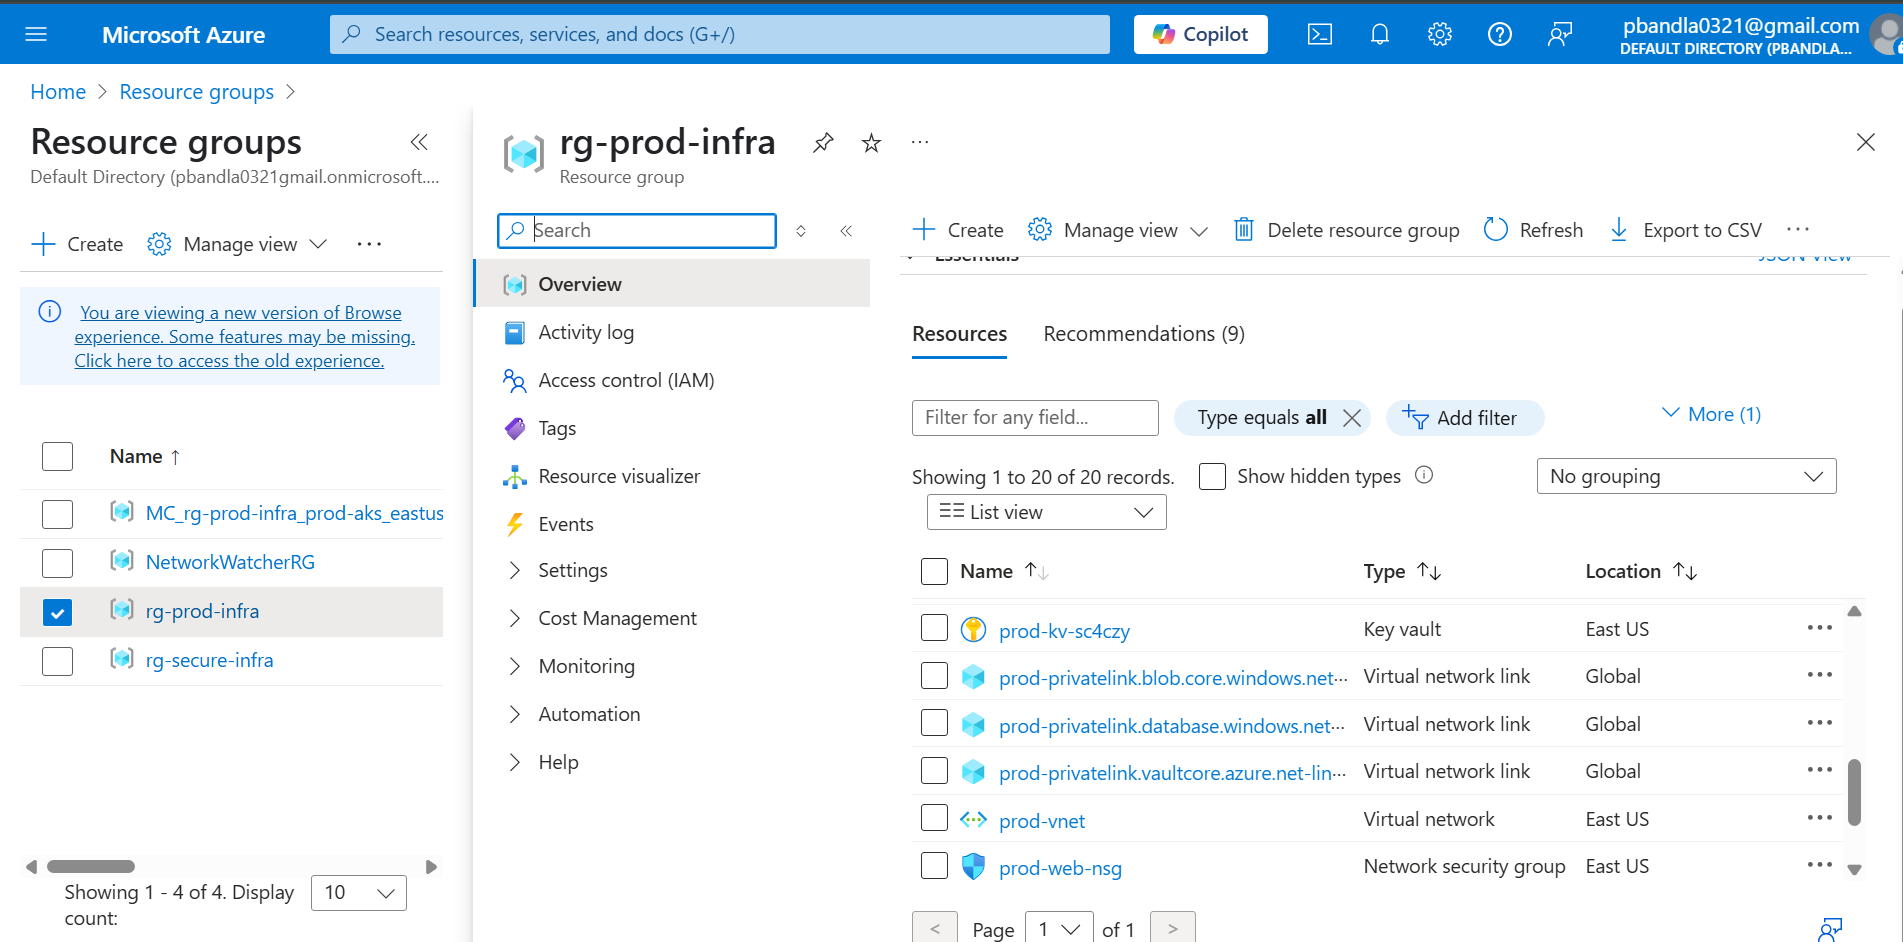 Microsoft Azure
Search resources, services, and docs (G+/)
Copilot
pbandla0321@gmail.com
DEFAULT DIRECTORY (PBANDLA...
Home > Resource groups >
Resource groups
Default Directory (pbandla0321gmail.onmicrosoft....
Create
Manage view
You are viewing a new version of Browse
experience. Some features may be missing.
Click here to access the old experience.
Name ↑
MC_rg-prod-infra_prod-aks_eastus
NetworkWatcherRG
rg-prod-infra
rg-secure-infra
Showing 1 - 4 of 4. Display
count:
10
rg-prod-infra
Resource group
Search
Overview
Activity log
Access control (IAM)
Tags
Resource visualizer
Events
Settings
Cost Management
Monitoring
Automation
Help
Create
Manage view
Delete resource group
Refresh
Export to CSV
Essentials
JSON View
Resources
Recommendations (9)
Filter for any field...
Type equals all
Add filter
More (1)
Showing 1 to 20 of 20 records.
Show hidden types
No grouping
List view
Name ↑↓ Type ↑↓ Location ↑↓
prod-kv-sc4czy Key vault East US
prod-privatelink.blob.core.windows.net... Virtual network link Global
prod-privatelink.database.windows.net... Virtual network link Global
prod-privatelink.vaultcore.azure.net-lin... Virtual network link Global
prod-vnet Virtual network East US
prod-web-nsg Network security group East US
< Page 1 of 1 >